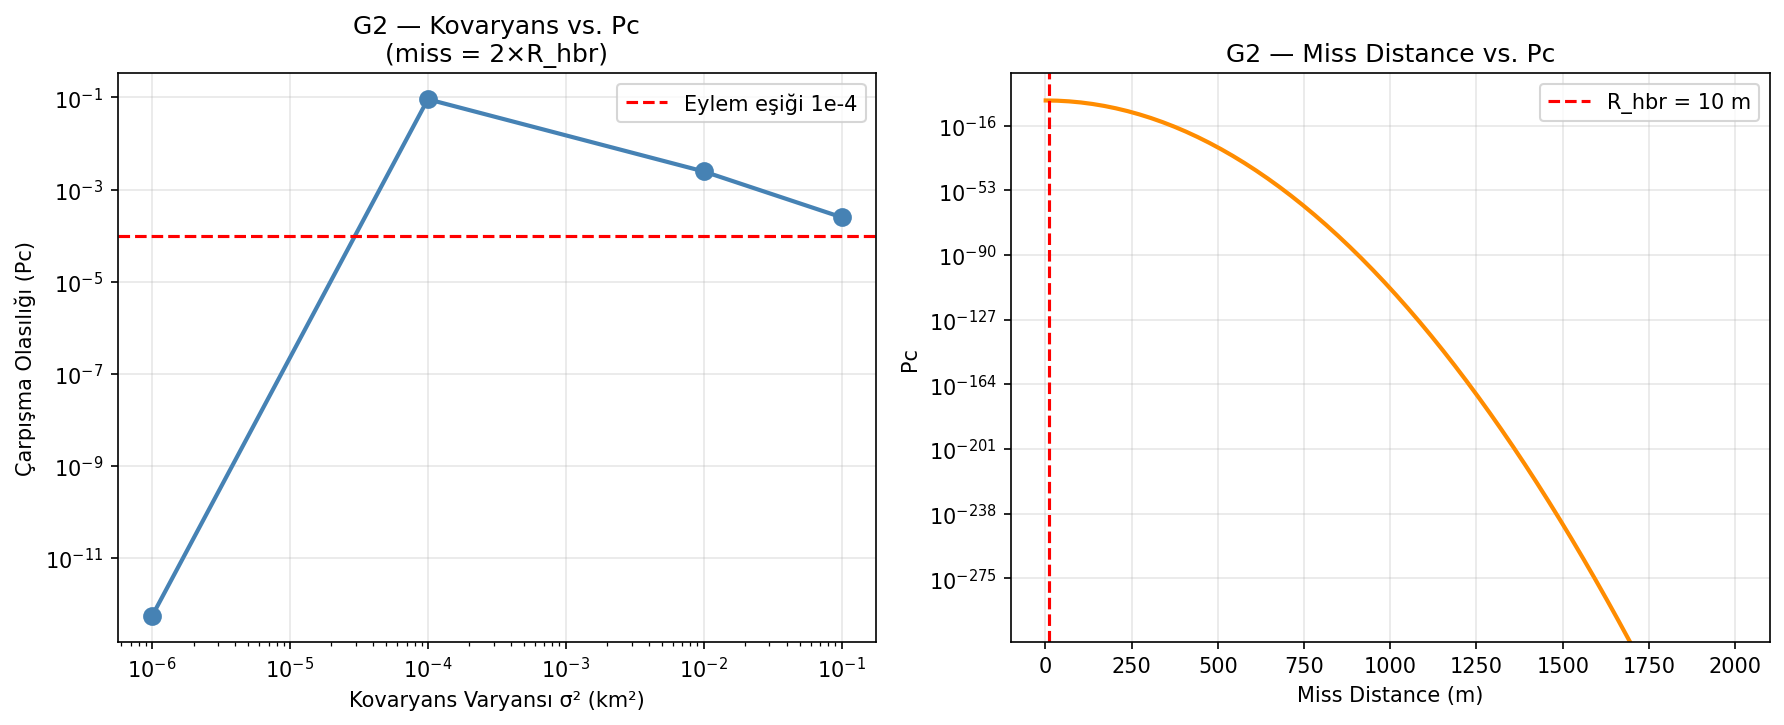 G2 — Kovaryans vs. Pc
(miss = 2×R_hbr)
Çarpışma Olasılığı (Pc)
10⁻¹
10⁻³
10⁻⁵
10⁻⁷
10⁻⁹
10⁻¹¹
Eylem eşiği 1e-4
10⁻⁶ 10⁻⁵ 10⁻⁴ 10⁻³ 10⁻² 10⁻¹
Kovaryans Varyansı σ² (km²)
G2 — Miss Distance vs. Pc
Pc
10⁻¹⁶
10⁻⁵³
10⁻⁹⁰
10⁻¹²⁷
10⁻¹⁶⁴
10⁻²⁰¹
10⁻²³⁸
10⁻²⁷⁵
R_hbr = 10 m
0 250 500 750 1000 1250 1500 1750 2000
Miss Distance (m)